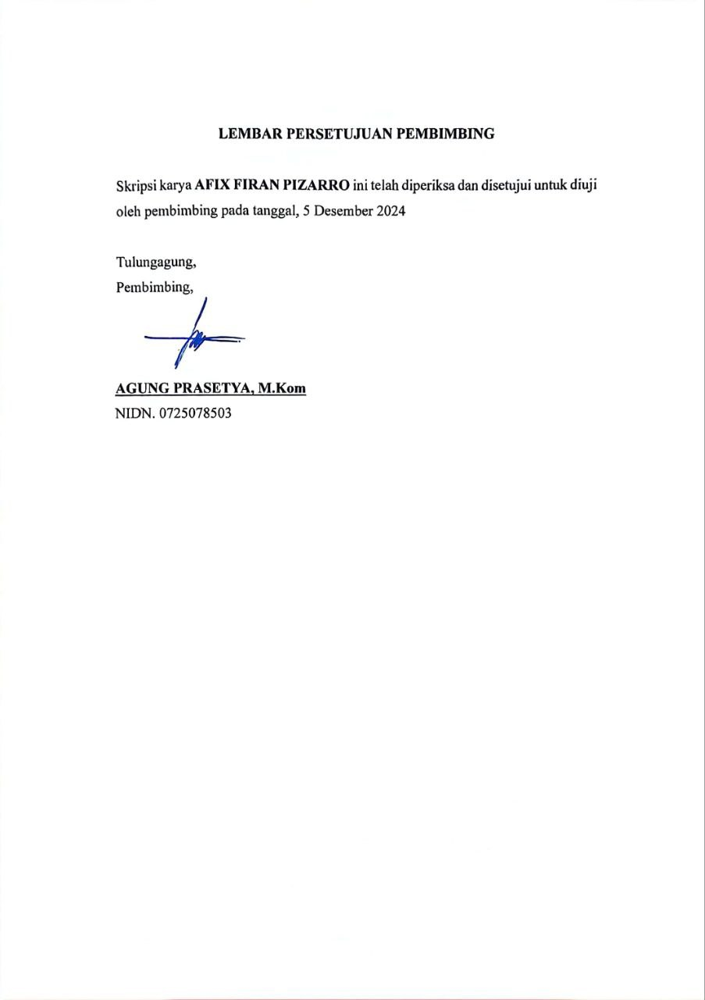 LEMBAR PERSETUJUAN PEMBIMBING
Skripsi karya AFIX FIRAN PIZARRO ini telah diperiksa dan disetujui untuk diuji
oleh pembimbing pada tanggal, 5 Desember 2024
Tulungagung,
Pembimbing,
AGUNG PRASETYA, M.Kom
NIDN. 0725078503